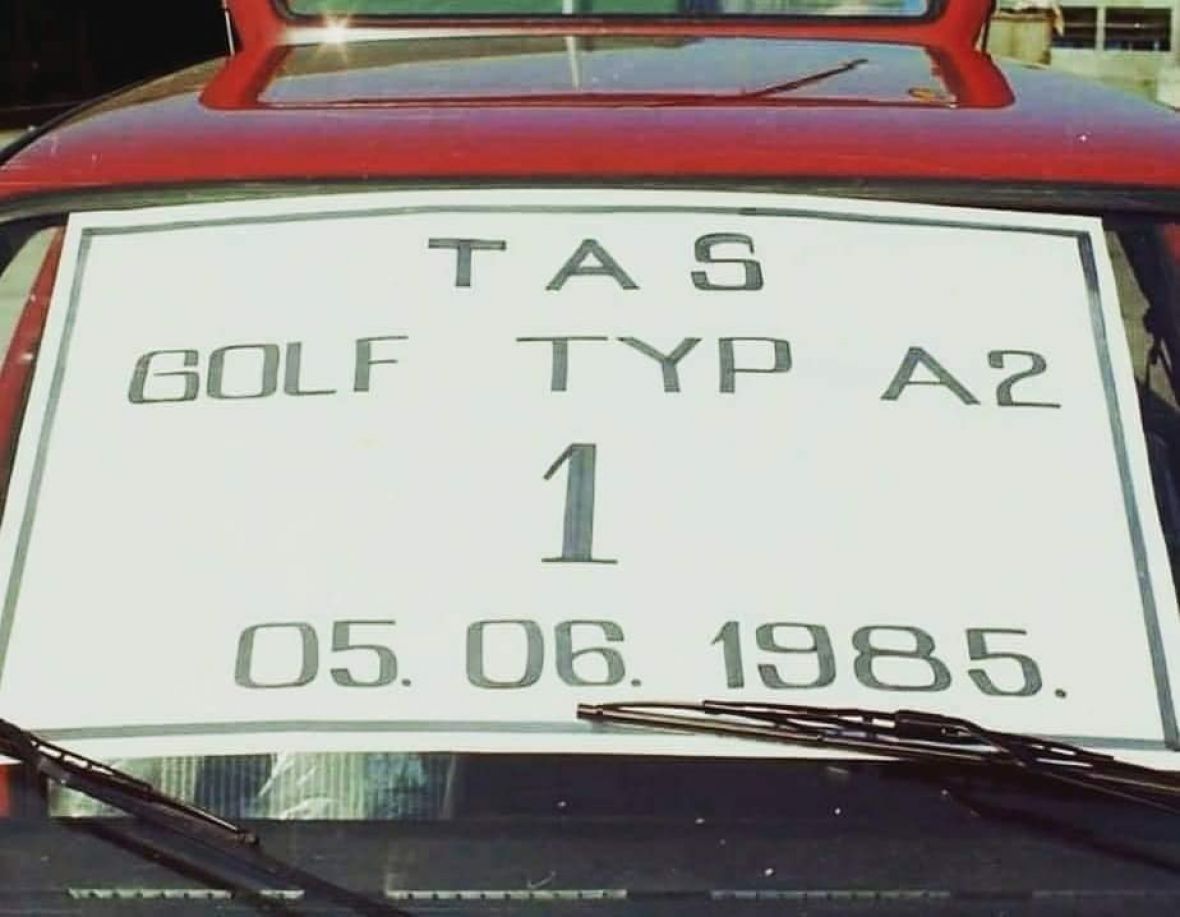 TAS
GOLF TYP A2
1
05. 06. 1985.